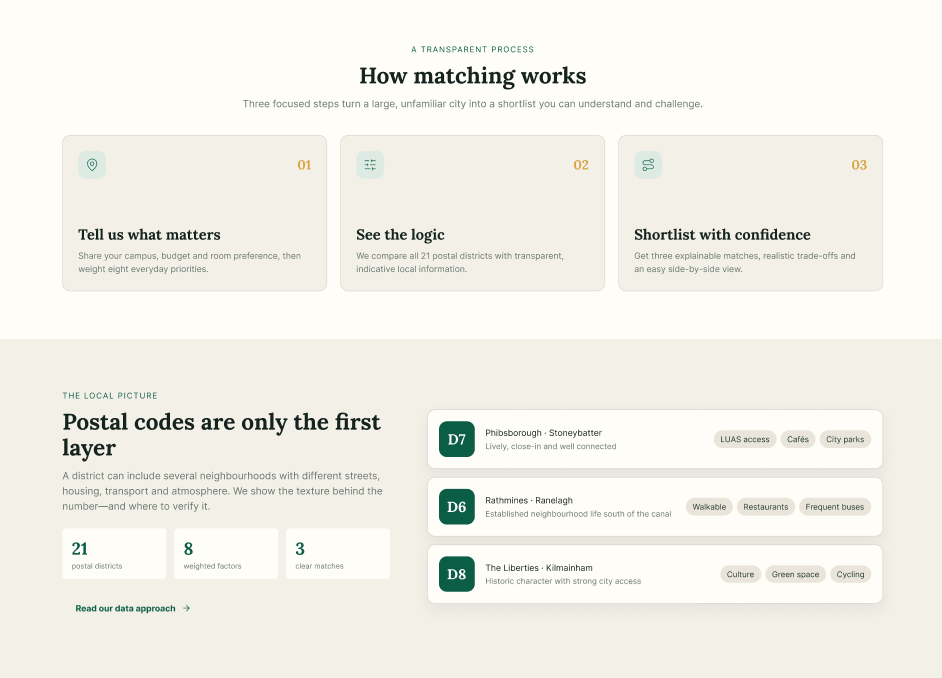 A TRANSPARENT PROCESS
How matching works
Three focused steps turn a large, unfamiliar city into a shortlist you can understand and challenge.
01
Tell us what matters
Share your campus, budget and room preference, then
weight eight everyday priorities.
02
See the logic
We compare all 21 postal districts with transparent,
indicative local information.
03
Shortlist with confidence
Get three explainable matches, realistic trade-offs and
an easy side-by-side view.
THE LOCAL PICTURE
Postal codes are only the first
layer
A district can include several neighbourhoods with different streets,
housing, transport and atmosphere. We show the texture behind the
number—and where to verify it.
21
postal districts
8
weighted factors
3
clear matches
Read our data approach →
D7
Phibsborough · Stoneybatter
Lively, close-in and well connected
LUAS access
Cafés
City parks
D6
Rathmines · Ranelagh
Established neighbourhood life south of the canal
Walkable
Restaurants
Frequent buses
D8
The Liberties · Kilmainham
Historic character with strong city access
Culture
Green space
Cycling